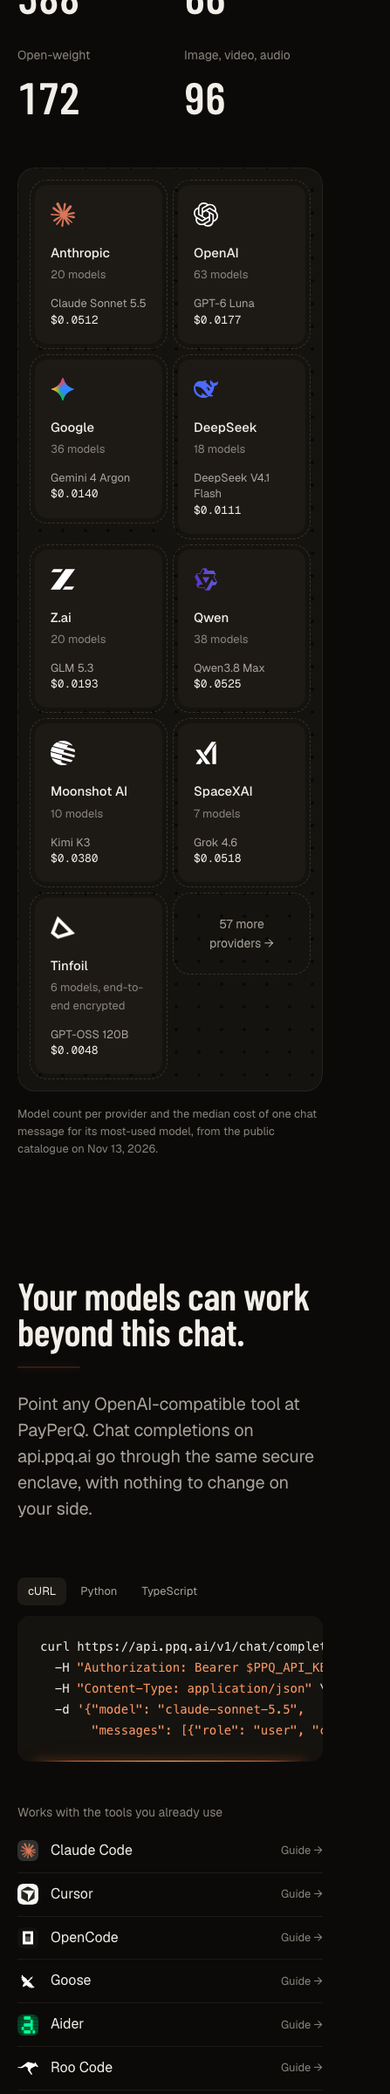 388
66
Open-weight
Image, video, audio
172
96
Anthropic
20 models
Claude Sonnet 5.5
$0.0512
OpenAI
63 models
GPT-6 Luna
$0.0177
Google
36 models
Gemini 4 Argon
$0.0140
DeepSeek
18 models
DeepSeek V4.1
Flash
$0.0111
Z.ai
20 models
GLM 5.3
$0.0193
Qwen
38 models
Qwen3.8 Max
$0.0525
Moonshot AI
10 models
Kimi K3
$0.0380
SpaceXAI
7 models
Grok 4.6
$0.0518
Tinfoil
6 models, end-to-
end encrypted
GPT-OSS 120B
$0.0048
57 more
providers →
Model count per provider and the median cost of one chat
message for its most-used model, from the public
catalogue on Nov 13, 2026.
Your models can work
beyond this chat.
Point any OpenAI-compatible tool at
PayPerQ. Chat completions on
api.ppq.ai go through the same secure
enclave, with nothing to change on
your side.
cURL
Python
TypeScript
curl https://api.ppq.ai/v1/chat/complet
-H "Authorization: Bearer $PPQ_API_KE
-H "Content-Type: application/json" \
-d '{"model": "claude-sonnet-5.5",
"messages": [{"role": "user", "c
Works with the tools you already use
Claude Code
Guide →
Cursor
Guide →
OpenCode
Guide →
Goose
Guide →
Aider
Guide →
Roo Code
Guide →